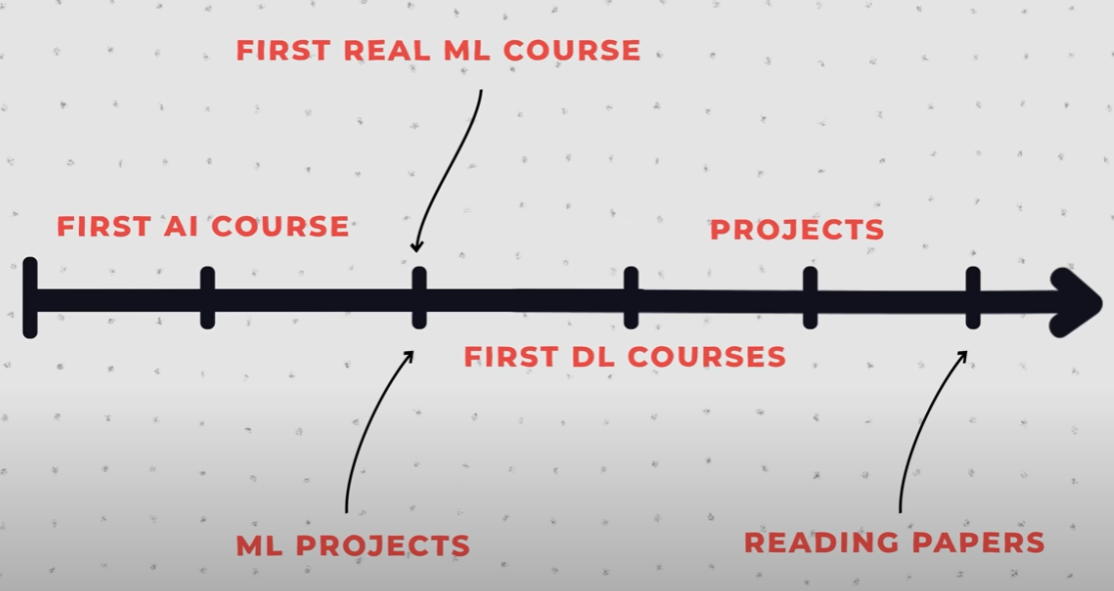 FIRST REAL ML COURSE
FIRST AI COURSE
PROJECTS
FIRST DL COURSES
ML PROJECTS
READING PAPERS